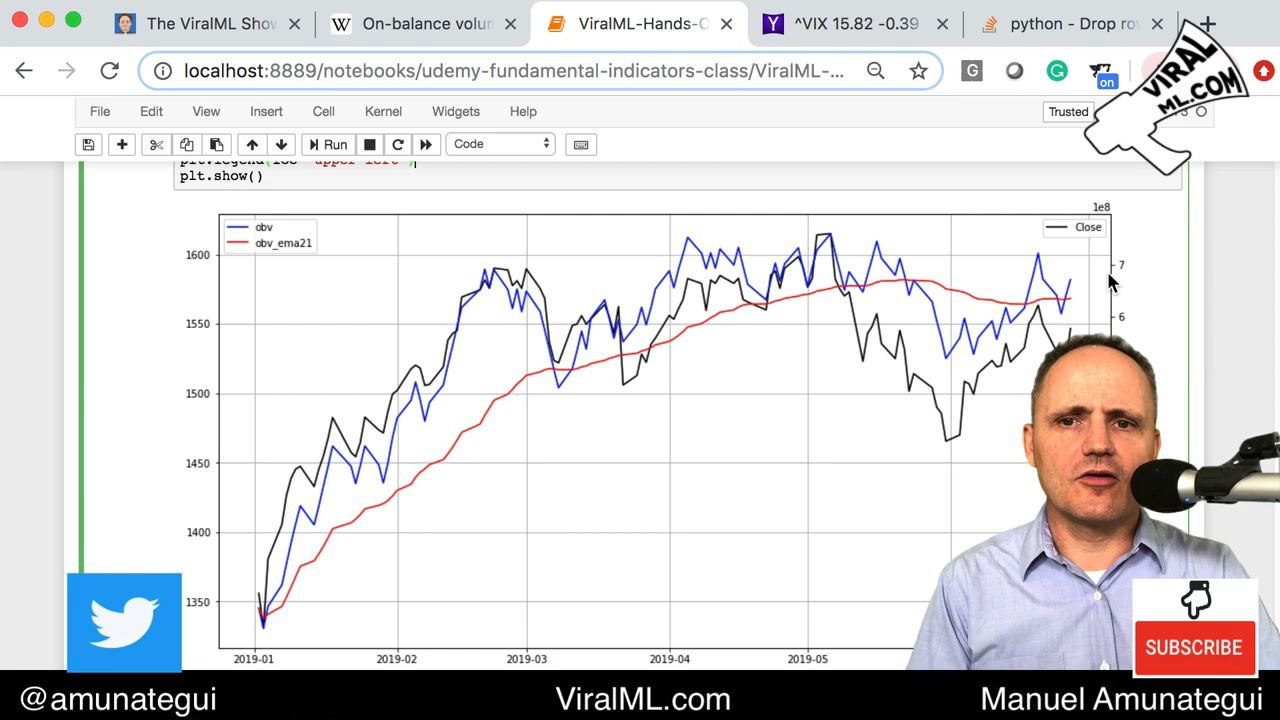 The ViralML Show
On-balance volun
ViralML-Hands-O
^VIX 15.82 -0.39
python - Drop rov
localhost:8889/notebooks/udemy-fundamental-indicators-class/ViralML-...
on
VIRAL
ML.COM
File Edit View Insert Cell Kernel Widgets Help
Trusted
Run
Code
plt.show()
1e8
obv
obv_ema21
Close
1600
1550
1500
1450
1400
1350
7
6
2019-01 2019-02 2019-03 2019-04 2019-05
SUBSCRIBE
@amunategui
ViralML.com
Manuel Amunategui